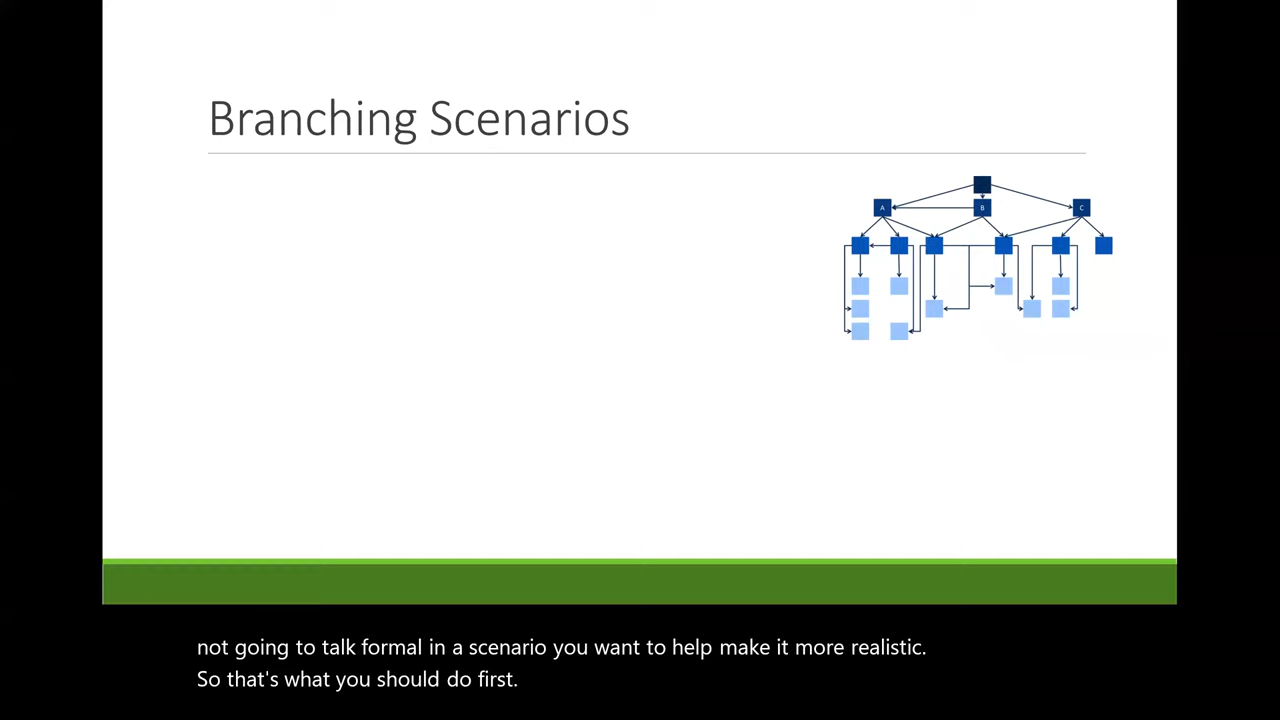 Branching Scenarios
A
B
C
not going to talk formal in a scenario you want to help make it more realistic.
So that's what you should do first.